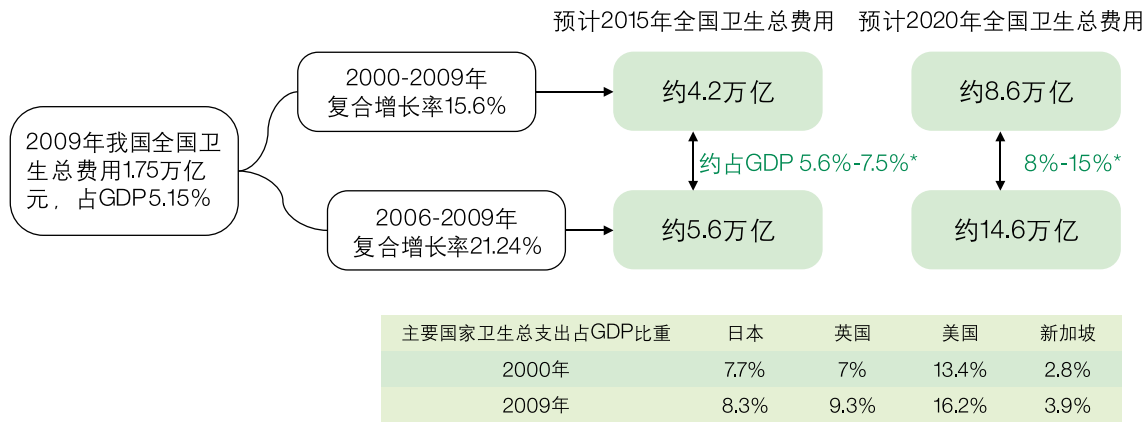 预计2015年全国卫生总费用
预计2020年全国卫生总费用
2000-2009年
复合增长率15.6%
约4.2万亿
约8.6万亿
2009年我国全国卫
生总费用1.75万亿
元，占GDP5.15%
约占GDP 5.6%-7.5%*
8%-15%*
2006-2009年
复合增长率21.24%
约5.6万亿
约14.6万亿
主要国家卫生总支出占GDP比重 日本 英国 美国 新加坡
2000年 7.7% 7% 13.4% 2.8%
2009年 8.3% 9.3% 16.2% 3.9%